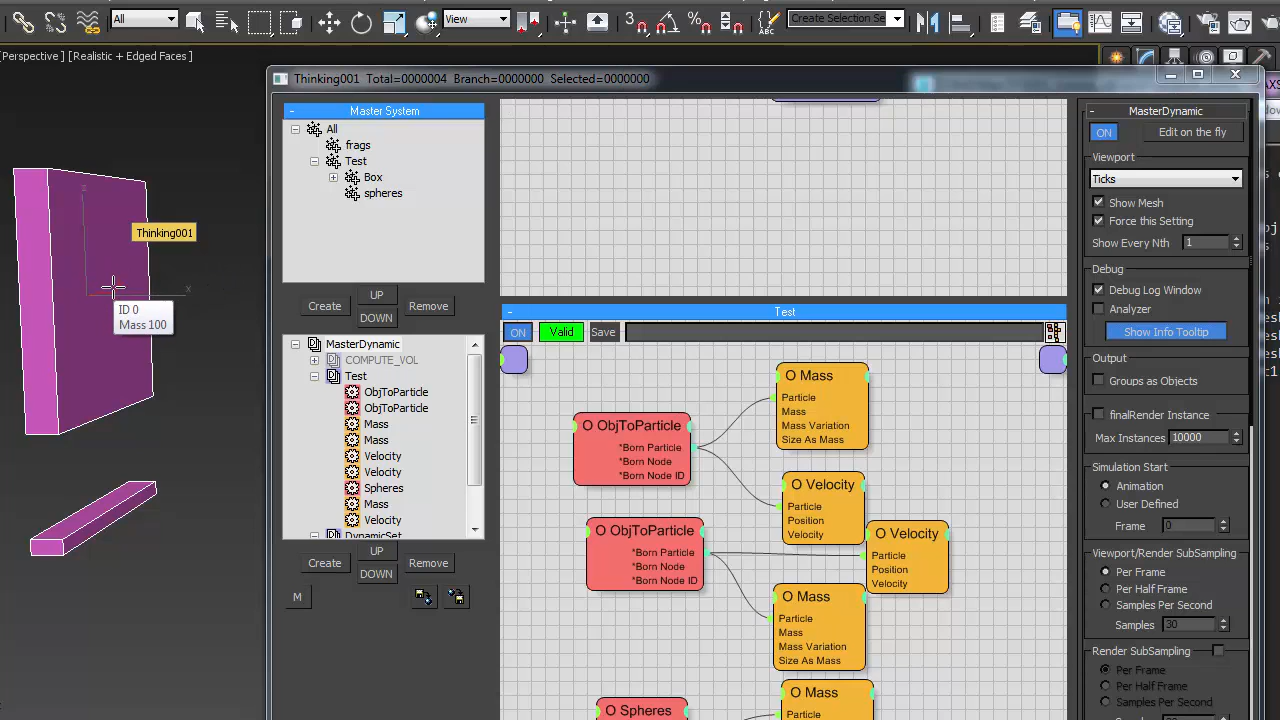 All
View
3
%
ABC
Create Selection Se
[Perspective] [Realistic + Edged Faces]
Thinking001 Total=0000004 Branch=0000000 Selected=0000000
Master System
All
frags
Test
Box
spheres
Create
UP
DOWN
Remove
MasterDynamic
COMPUTE_VOL
Test
ObjToParticle
ObjToParticle
Mass
Mass
Velocity
Velocity
Spheres
Mass
Velocity
DynamicSet
Create
UP
DOWN
Remove
M
z
x
Thinking001
ID 0
Mass 100
Test
ON
Valid
Save
O ObjToParticle
*Born Particle
*Born Node
*Born Node ID
O Mass
Particle
Mass
Mass Variation
Size As Mass
O Velocity
Particle
Position
Velocity
O ObjToParticle
*Born Particle
*Born Node
*Born Node ID
O Velocity
Particle
Position
Velocity
O Mass
Particle
Mass
Mass Variation
Size As Mass
O Spheres
O Mass
Particle
MasterDynamic
ON
Edit on the fly
Viewport
Ticks
Show Mesh
Force this Setting
Show Every Nth 1
Debug
Debug Log Window
Analyzer
Show Info Tooltip
Output
Groups as Objects
finalRender Instance
Max Instances 10000
Simulation Start
Animation
User Defined
Frame 0
Viewport/Render SubSampling
Per Frame
Per Half Frame
Samples Per Second
Samples 30
Render SubSampling
Per Frame
Per Half Frame
Samples Per Second